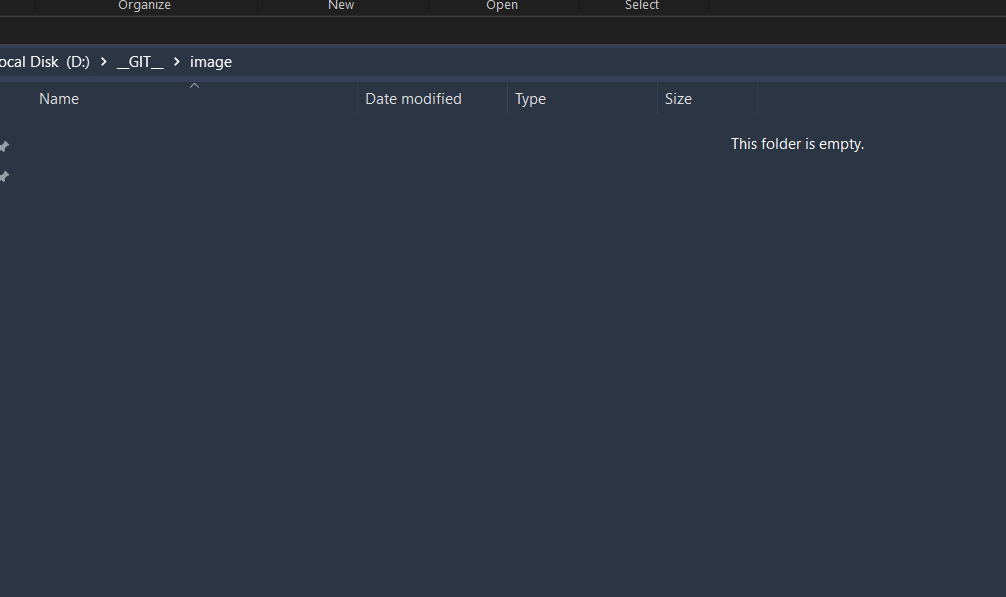 Organize New Open Select
ocal Disk (D:) > __GIT__ > image
Name Date modified Type Size
This folder is empty.